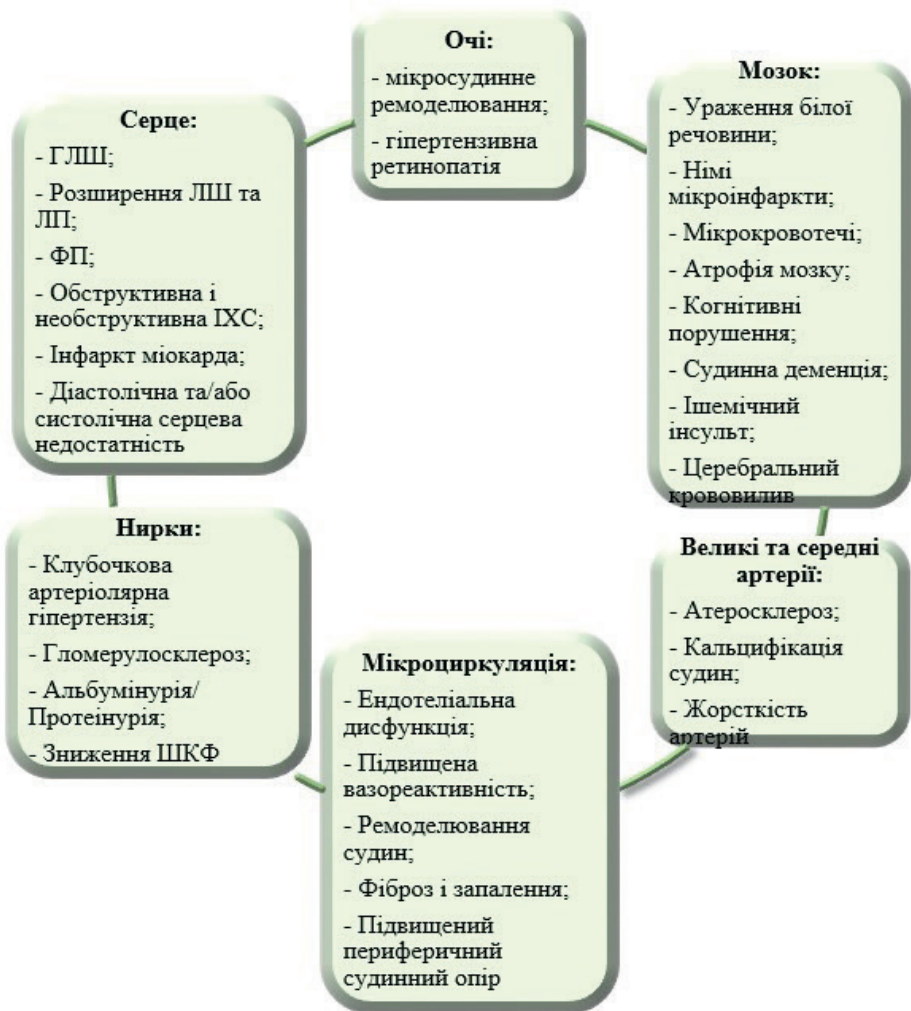 Очі:
- мікросудинне
ремоделювання;
- гіпертензивна
ретинопатія
Мозок:
- Ураження білої
речовини;
- Німі
мікроінфаркти;
- Мікрокровотечі;
- Атрофія мозку;
- Когнітивні
порушення;
- Судинна деменція;
- Ішемічний
інсульт;
- Церебральний
крововилив
Великі та середні
артерії:
- Атеросклероз;
- Кальцифікація
судин;
- Жорсткість
артерій
Мікроциркуляція:
- Ендотеліальна
дисфункція;
- Підвищена
вазореактивність;
- Ремоделювання
судин;
- Фіброз і запалення;
- Підвищений
периферичний
судинний опір
Нирки:
- Клубочкова
артеріолярна
гіпертензія;
- Гломерулосклероз;
- Альбумінурія/
Протеінурія;
- Зниження ШКФ
Серце:
- ГЛШ;
- Розширення ЛШ та
ЛП;
- ФП;
- Обструктивна і
необструктивна ІХС;
- Інфаркт міокарда;
- Діастолічна та/або
систолічна серцева
недостатність